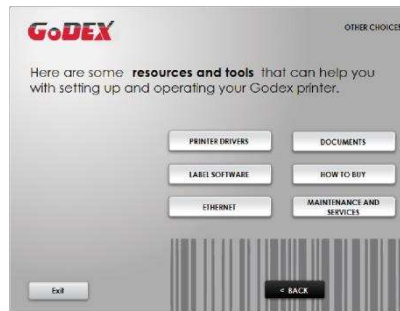 GoDEX
OTHER CHOICES
Here are some resources and tools that can help you
with setting up and operating your Godex printer.
PRINTER DRIVERS
DOCUMENTS
LABEL SOFTWARE
HOW TO BUY
ETHERNET
MAINTENANCE AND
SERVICES
Exit
< BACK